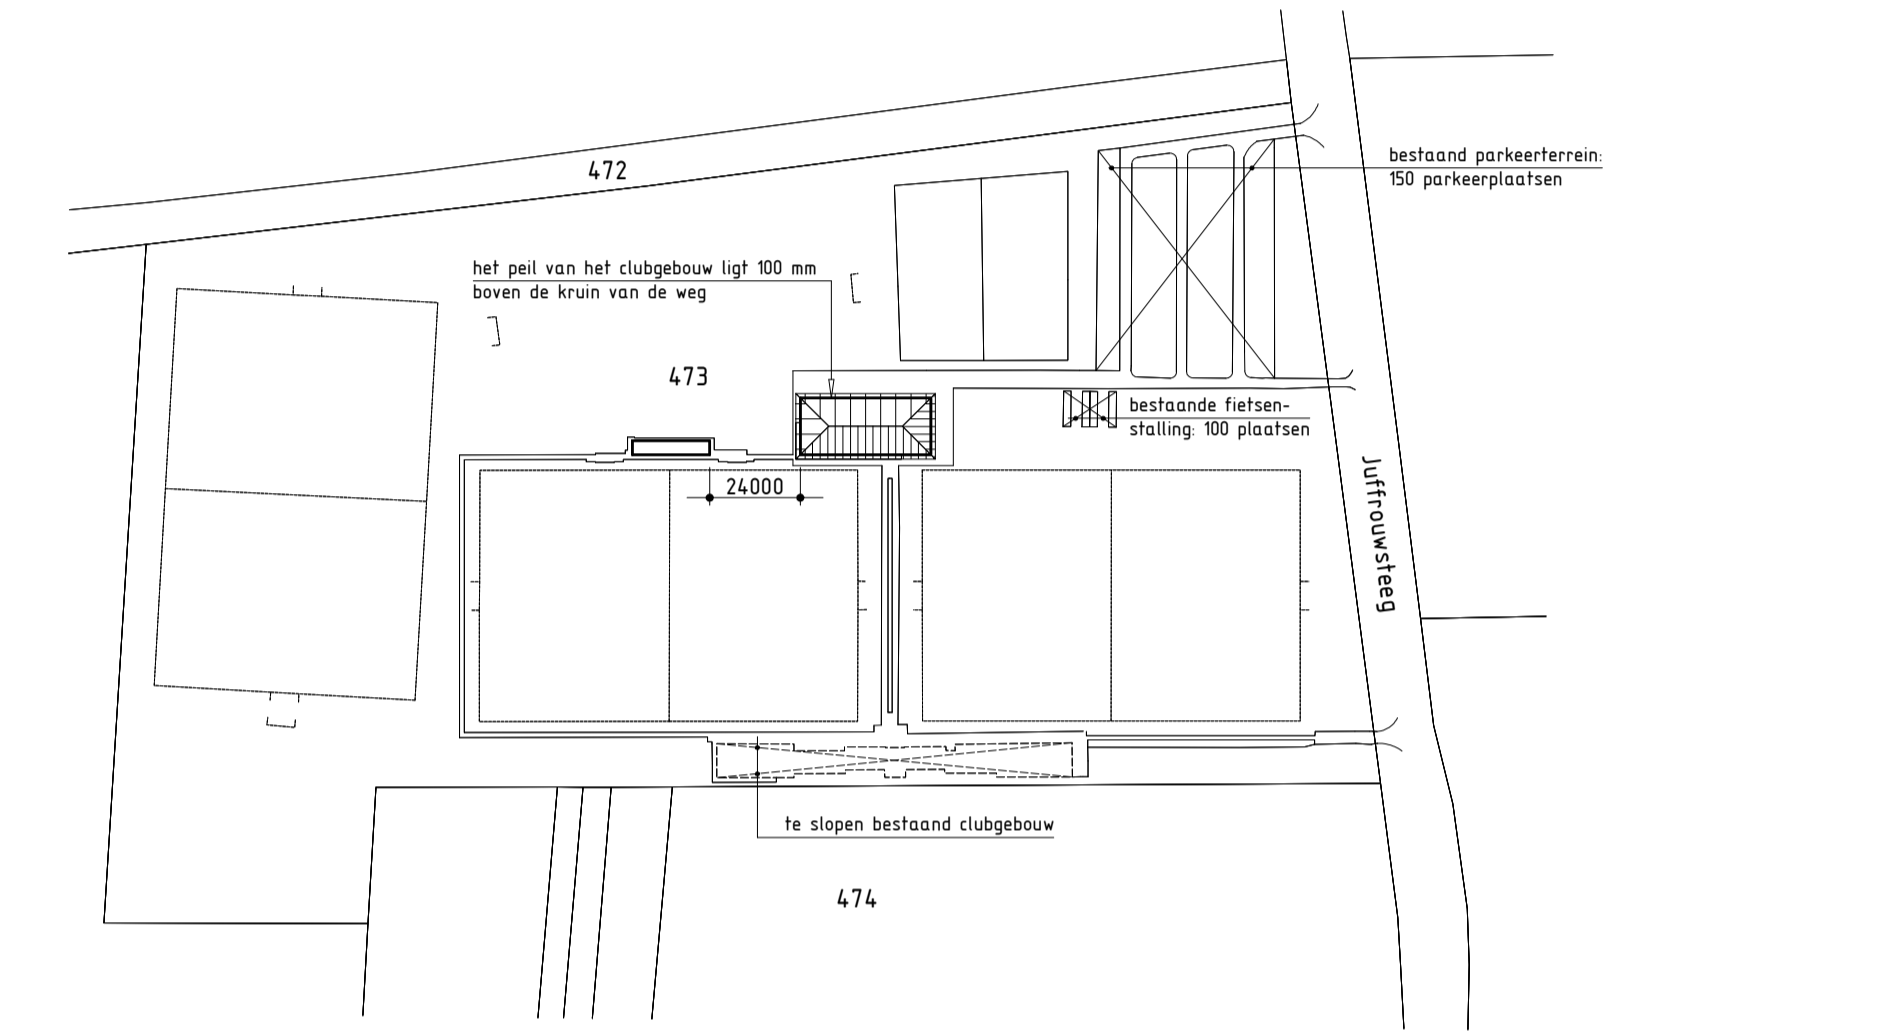 bestaand parkeerterrein:
150 parkeerplaatsen
472
het peil van het clubgebouw ligt 100 mm
boven de kruin van de weg
473
bestaande fietsen-
stalling: 100 plaatsen
24000
Juffrouwsteeg
te slopen bestaand clubgebouw
474